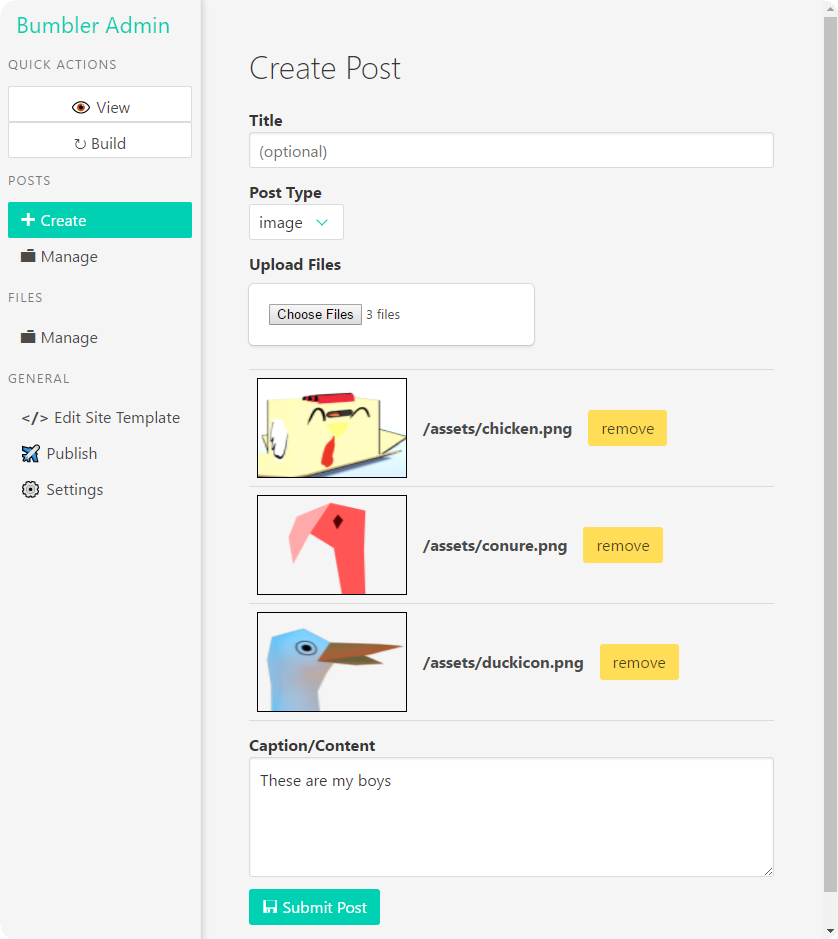 Bumbler Admin
QUICK ACTIONS
View
↻ Build
POSTS
Create
Manage
FILES
Manage
GENERAL
</> Edit Site Template
Publish
Settings
Create Post
Title
(optional)
Post Type
image
Upload Files
Choose Files 3 files
/assets/chicken.png remove
/assets/conure.png remove
/assets/duckicon.png remove
Caption/Content
These are my boys
Submit Post